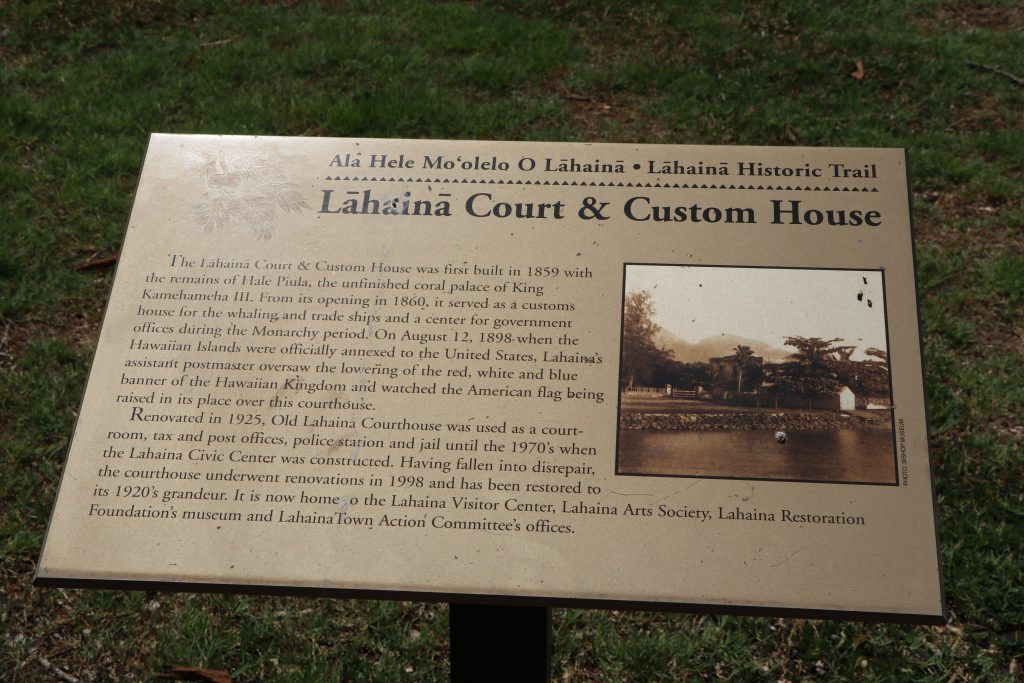 Alā Hele Moʻolelo O Lāhainā • Lāhainā Historic Trail
Lāhainā Court & Custom House
The Lāhainā Court & Custom House was first built in 1859 with
the remains of Hale Piula, the unfinished coral palace of King
Kamehameha III. From its opening in 1860, it served as a customs
house for the whaling and trade ships and a center for government
offices during the Monarchy period. On August 12, 1898 when the
Hawaiian Islands were officially annexed to the United States, Lahaina's
assistant postmaster oversaw the lowering of the red, white and blue
banner of the Hawaiian Kingdom and watched the American flag being
raised in its place over this courthouse.
Renovated in 1925, Old Lahaina Courthouse was used as a court-
room, tax and post offices, police station and jail until the 1970's when
the Lahaina Civic Center was constructed. Having fallen into disrepair,
the courthouse underwent renovations in 1998 and has been restored to
its 1920's grandeur. It is now home o the Lahaina Visitor Center, Lahaina Arts Society, Lahaina Restoration
Foundation's museum and LahainaTown Action Committee's offices.
PHOTO: BISHOP MUSEUM